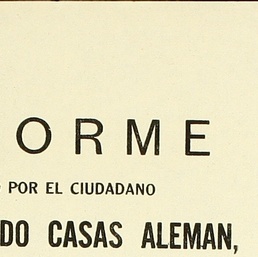 ORME
POR EL CIUDADANO
DO CASAS ALEMAN,